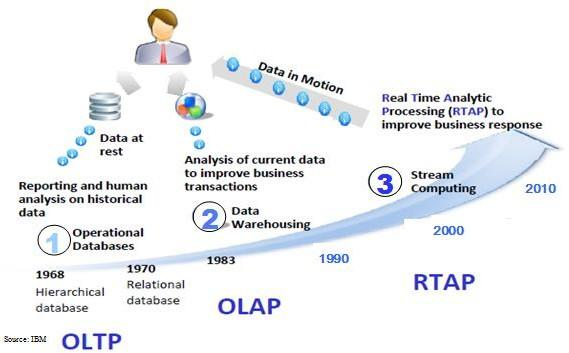 Data in Motion
Real Time Analytic
Processing (RTAP) to
improve business response
Data at
rest
Analysis of current data
to improve business
transactions
Reporting and human
analysis on historical
data
1 Operational
Databases
2 Data
Warehousing
3 Stream
Computing
1968
Hierarchical
database
1970
Relational
database
1983
1990
2000
2010
OLTP
OLAP
RTAP
Source: IBM